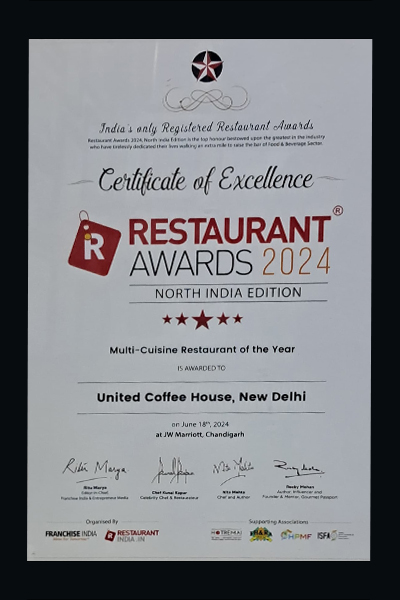 India's only Registered Restaurant Awards
Restaurant Awards 2024, North India Edition is the top honour bestowed upon the greatest in the industry
who have tirelessly dedicated their lives walking an extra mile to raise the bar of Food & Beverage Sector.
Certificate of Excellence
R
RESTAURANT®
AWARDS 2024
NORTH INDIA EDITION
Multi-Cuisine Restaurant of the Year
IS AWARDED TO
United Coffee House, New Delhi
on June 18th, 2024
at JW Marriott, Chandigarh
Ritu Marya
Ritu Marya
Editor-in-Chief,
Franchise India & Entrepreneur Media
Chef Kunal Kapur
Celebrity Chef & Restaurateur
Nita Mehta
Chef and Author
Rocky Mohan
Author, Influencer and
Founder & Mentor, Gourmet Passport
Organised By
FRANCHISE INDIA
RESTAURANT
INDIA.IN
Supporting Associations
HPMF
ISFA